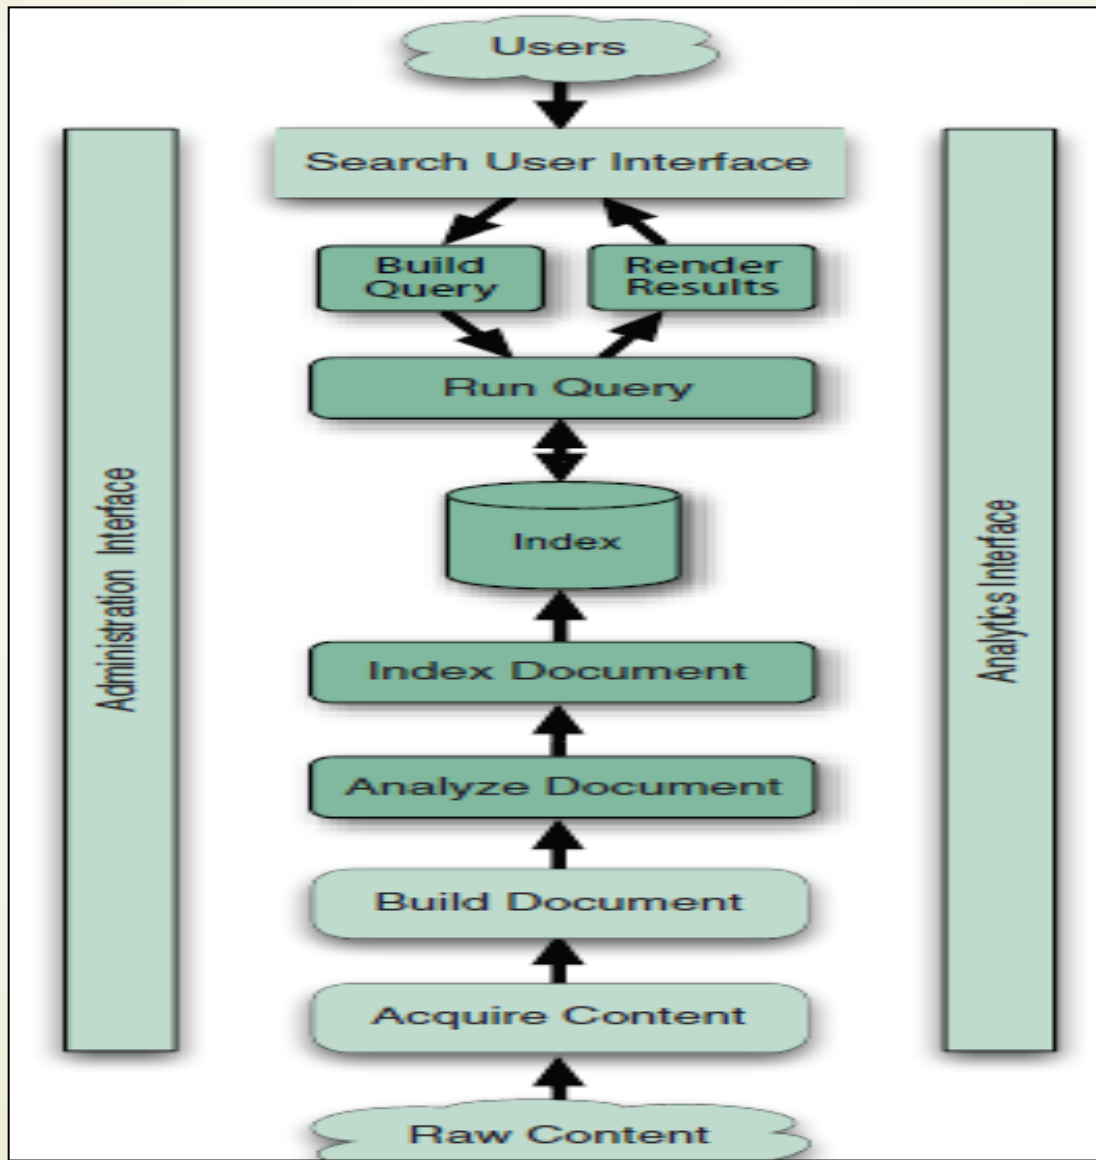 Users
Search User Interface
Build
Query
Render
Results
Run Query
Index
Index Document
Analyze Document
Build Document
Acquire Content
Raw Content
Administration Interface
Analytics Interface